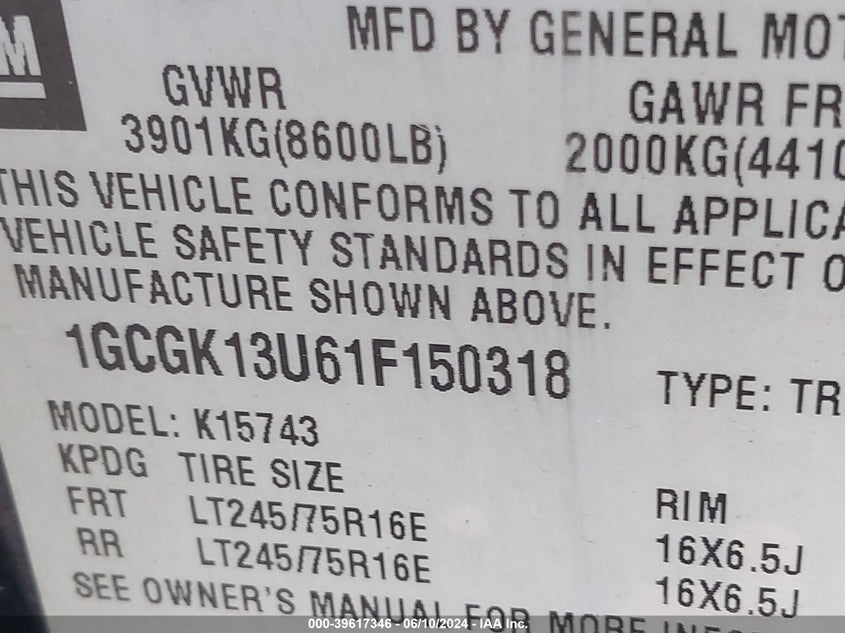 M
MFD BY GENERAL MOT
GVWR
GAWR FR
3901KG(8600LB)
2000KG(4410
THIS VEHICLE CONFORMS TO ALL APPLICA
VEHICLE SAFETY STANDARDS IN EFFECT O
MANUFACTURE SHOWN ABOVE.
1GCGK13U61F150318
TYPE: TR
MODEL: K15743
KPDG TIRE SIZE
RIM
FRT LT245/75R16E
16X6.5J
RR LT245/75R16E
16X6.5J
SEE OWNER'S MANUAL FOR MORE INFO
000-39617346 - 06/10/2024 - IAA Inc.